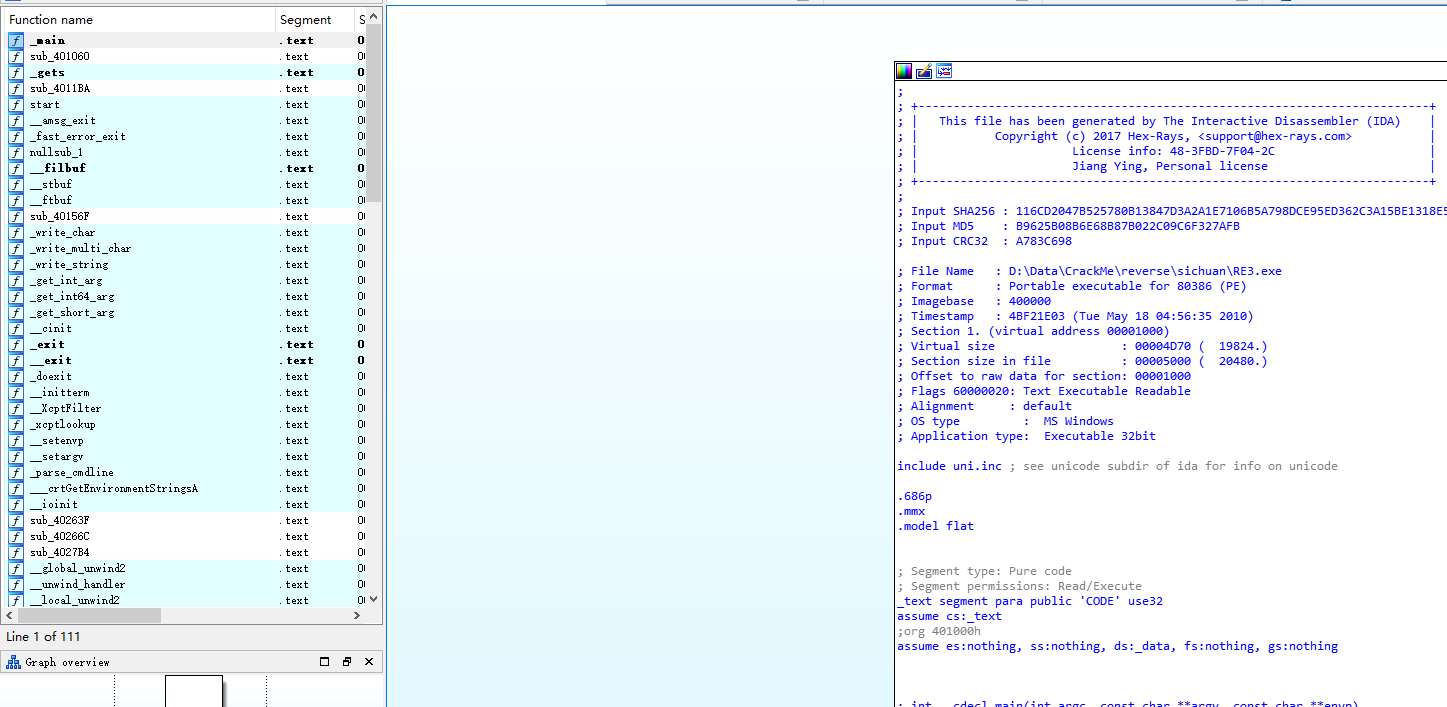 Function name Segment S
f _main .text 0
f sub_401060 .text 0
f _gets .text 0
f sub_4011BA .text 0
f start .text 0
f __amsg_exit .text 0
f _fast_error_exit .text 0
f nullsub_1 .text 0
f __filbuf .text 0
f __stbuf .text 0
f __ftbuf .text 0
f sub_40156F .text 0
f _write_char .text 0
f _write_multi_char .text 0
f _write_string .text 0
f _get_int_arg .text 0
f _get_int64_arg .text 0
f _get_short_arg .text 0
f __cinit .text 0
f _exit .text 0
f __exit .text 0
f _doexit .text 0
f __initterm .text 0
f __XcptFilter .text 0
f _xcptlookup .text 0
f __setenvp .text 0
f __setargv .text 0
f _parse_cmdline .text 0
f ___crtGetEnvironmentStringsA .text 0
f __ioinit .text 0
f sub_40263F .text 0
f sub_40266C .text 0
f sub_4027B4 .text 0
f __global_unwind2 .text 0
f __unwind_handler .text 0
f __local_unwind2 .text 0
Line 1 of 111
Graph overview
;
; +-------------------------------------------------------------------------+
; | This file has been generated by The Interactive Disassembler (IDA) |
; | Copyright (c) 2017 Hex-Rays, <support@hex-rays.com> |
; | License info: 48-3FBD-7F04-2C |
; | Jiang Ying, Personal license |
; +-------------------------------------------------------------------------+
;
; Input SHA256 : 116CD2047B525780B13847D3A2A1E7106B5A798DCE95ED362C3A15BE1318E5
; Input MD5 : B9625B08B6E68B87B022C09C6F327AFB
; Input CRC32 : A783C698
; File Name : D:\Data\CrackMe\reverse\sichuan\RE3.exe
; Format : Portable executable for 80386 (PE)
; Imagebase : 400000
; Timestamp : 4BF21E03 (Tue May 18 04:56:35 2010)
; Section 1. (virtual address 00001000)
; Virtual size : 00004D70 ( 19824.)
; Section size in file : 00005000 ( 20480.)
; Offset to raw data for section: 00001000
; Flags 60000020: Text Executable Readable
; Alignment : default
; OS type : MS Windows
; Application type: Executable 32bit
include uni.inc ; see unicode subdir of ida for info on unicode
.686p
.mmx
.model flat
; Segment type: Pure code
; Segment permissions: Read/Execute
_text segment para public 'CODE' use32
assume cs:_text
;org 401000h
assume es:nothing, ss:nothing, ds:_data, fs:nothing, gs:nothing
; int __cdecl main(int argc, const char **argv, const char **envp)